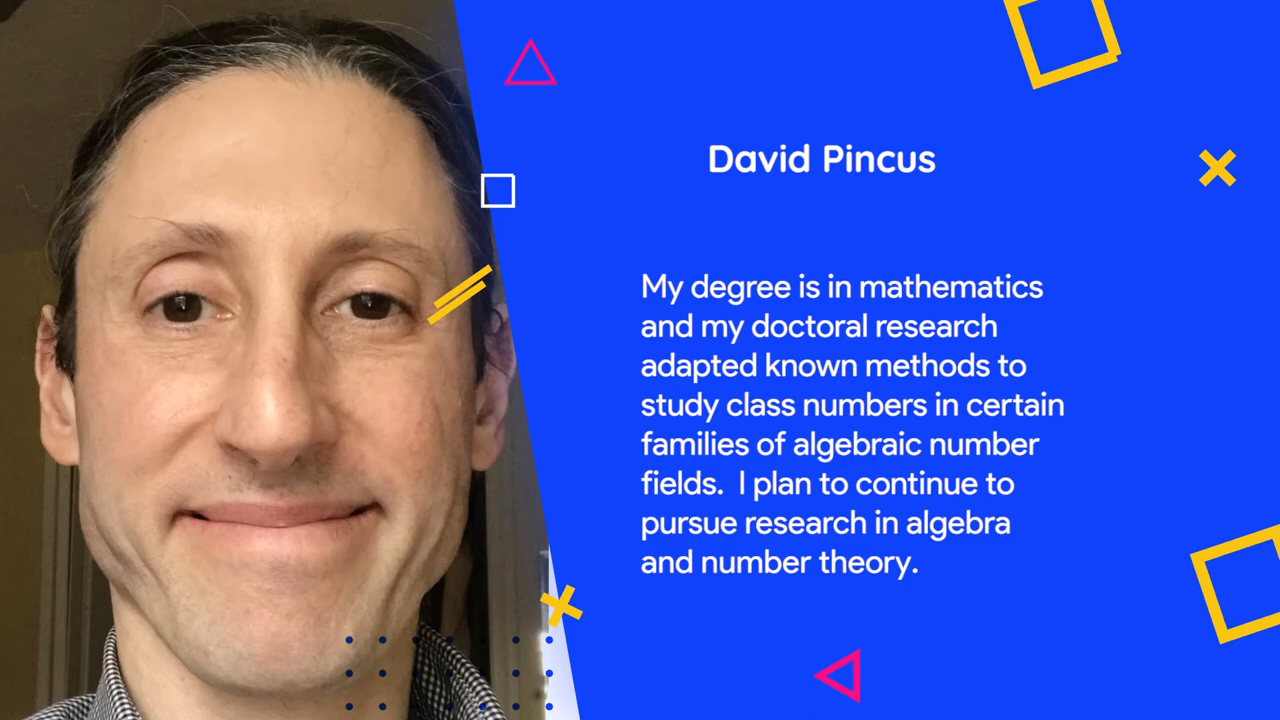 David Pincus
My degree is in mathematics
and my doctoral research
adapted known methods to
study class numbers in certain
families of algebraic number
fields.  I plan to continue to
pursue research in algebra
and number theory.